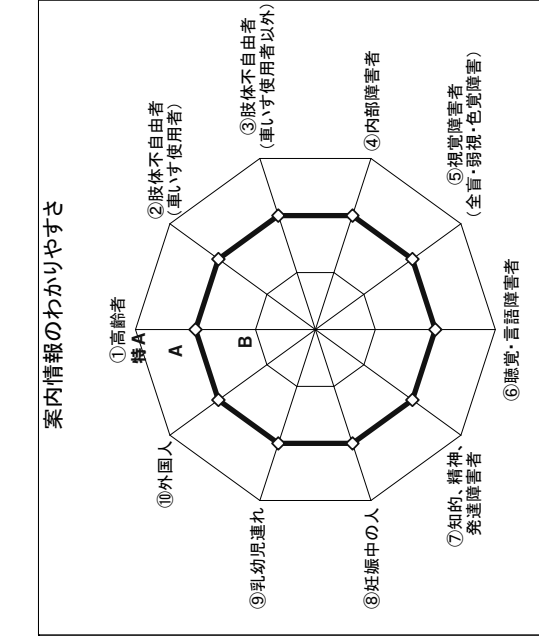 案内情報のわかりやすさ
①高齢者
特A
A
B
②肢体不自由者
(車いす使用者)
③肢体不自由者
(車いす使用者以外)
④内部障害者
⑤視覚障害者
(全盲・弱視・色覚障害)
⑥聴覚・言語障害者
⑦知的、精神、
発達障害者
⑧妊娠中の人
⑨乳幼児連れ
⑩外国人